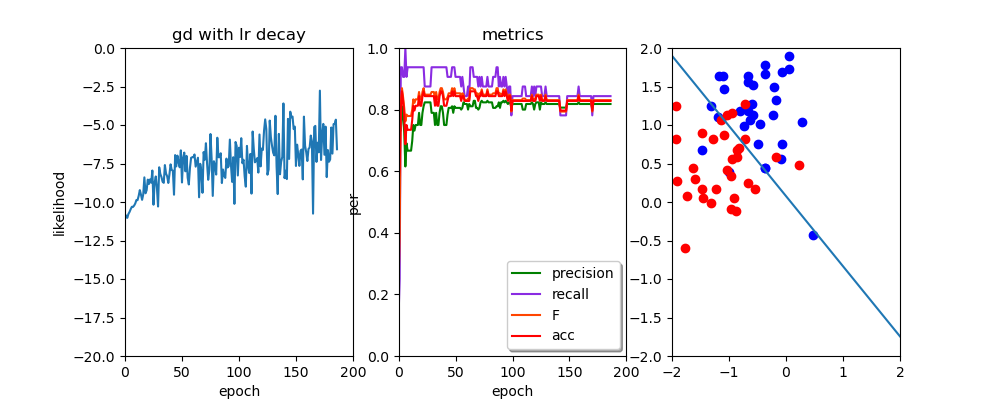 gd with lr decay
likelihood
0.0
−2.5
−5.0
−7.5
−10.0
−12.5
−15.0
−17.5
−20.0
0 50 100 150 200
epoch
metrics
per
1.0
0.8
0.6
0.4
0.2
0.0
precision
recall
F
acc
0 50 100 150 200
epoch
2.0
1.5
1.0
0.5
0.0
−0.5
−1.0
−1.5
−2.0
−2 −1 0 1 2